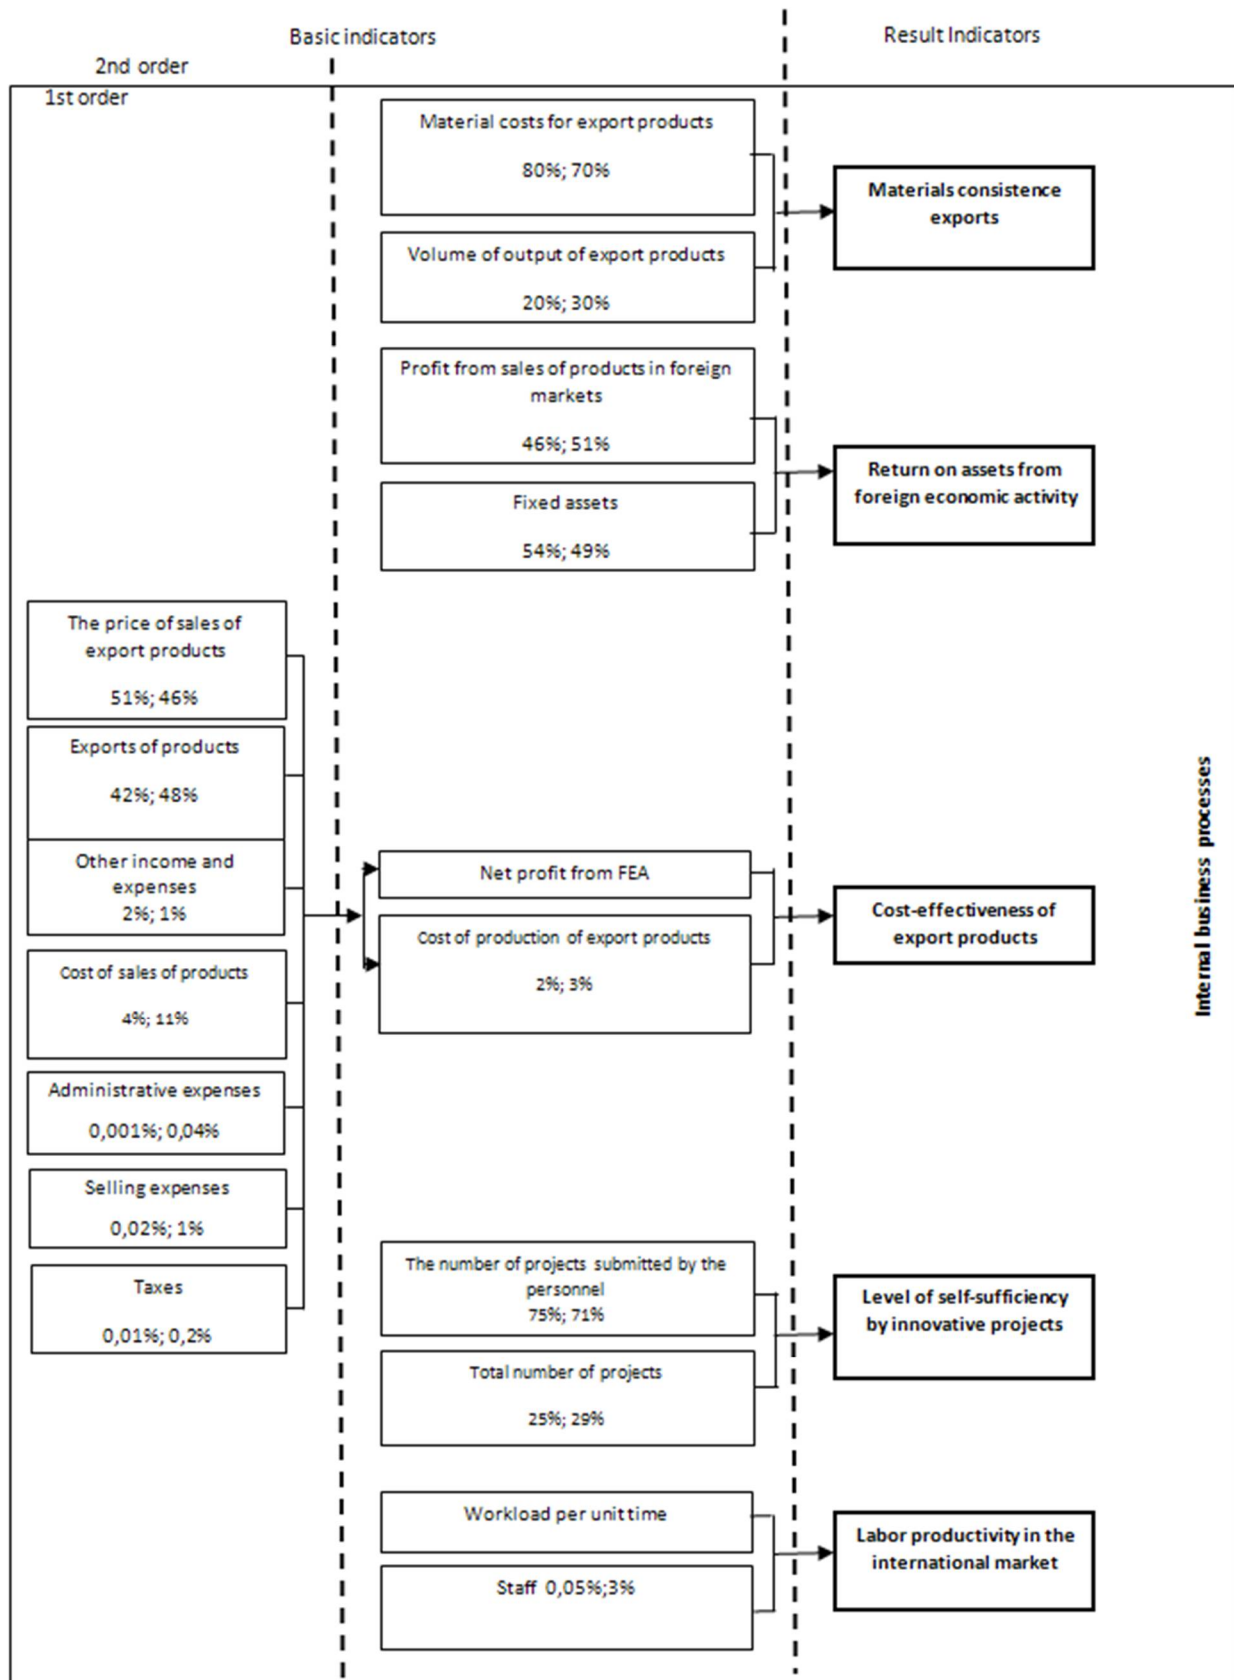 Basic indicators
Result Indicators
2nd order
1st order
Material costs for export products
80%; 70%
Volume of output of export products
20%; 30%
Materials consistence
exports
Profit from sales of products in foreign
markets
46%; 51%
Fixed assets
54%; 49%
Return on assets from
foreign economic activity
The price of sales of
export products
51%; 46%
Exports of products
42%; 48%
Other income and
expenses
2%; 1%
Cost of sales of products
4%; 11%
Administrative expenses
0,001%; 0,04%
Selling expenses
0,02%; 1%
Taxes
0,01%; 0,2%
Net profit from FEA
Cost of production of export products
2%; 3%
Cost-effectiveness of
export products
Internal business processes
The number of projects submitted by the
personnel
75%; 71%
Total number of projects
25%; 29%
Level of self-sufficiency
by innovative projects
Workload per unit time
Staff 0,05%;3%
Labor productivity in the
international market